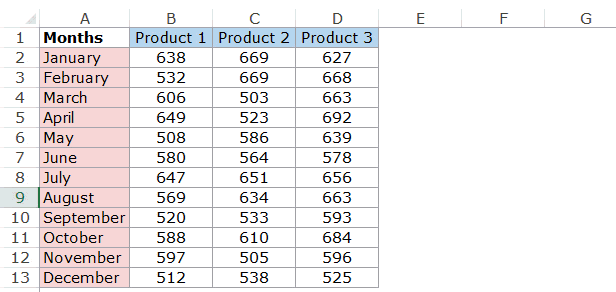 A B C D E F G
1 Months Product 1 Product 2 Product 3
2 January 638 669 627
3 February 532 669 668
4 March 606 503 663
5 April 649 523 692
6 May 508 586 639
7 June 580 564 578
8 July 647 651 656
9 August 569 634 663
10 September 520 533 593
11 October 588 610 684
12 November 597 505 596
13 December 512 538 525